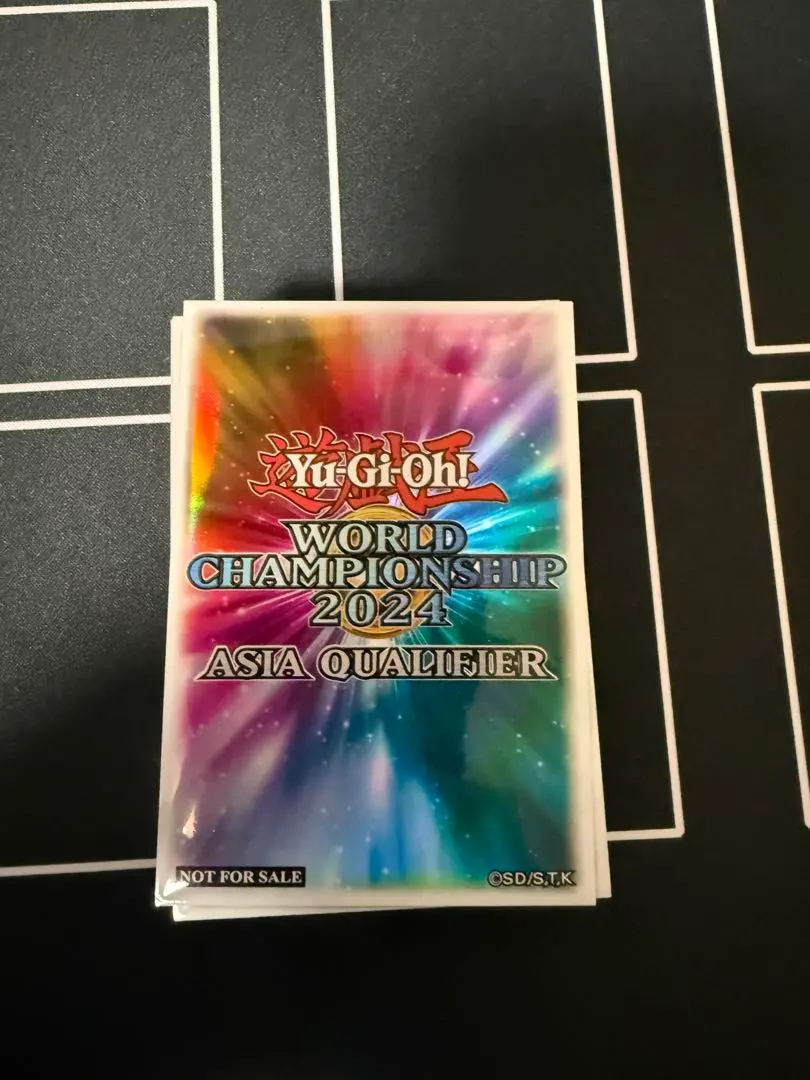 遊戯王
Yu-Gi-Oh!
WORLD
CHAMPIONSHIP
2024
ASIA QUALIFIER
NOT FOR SALE
©SD/S,T,K